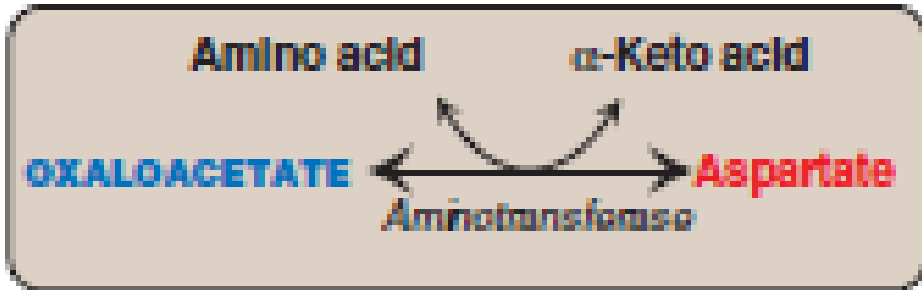 Amino acid α-Keto acid
OXALOACETATE Aspartate
Aminotransferase